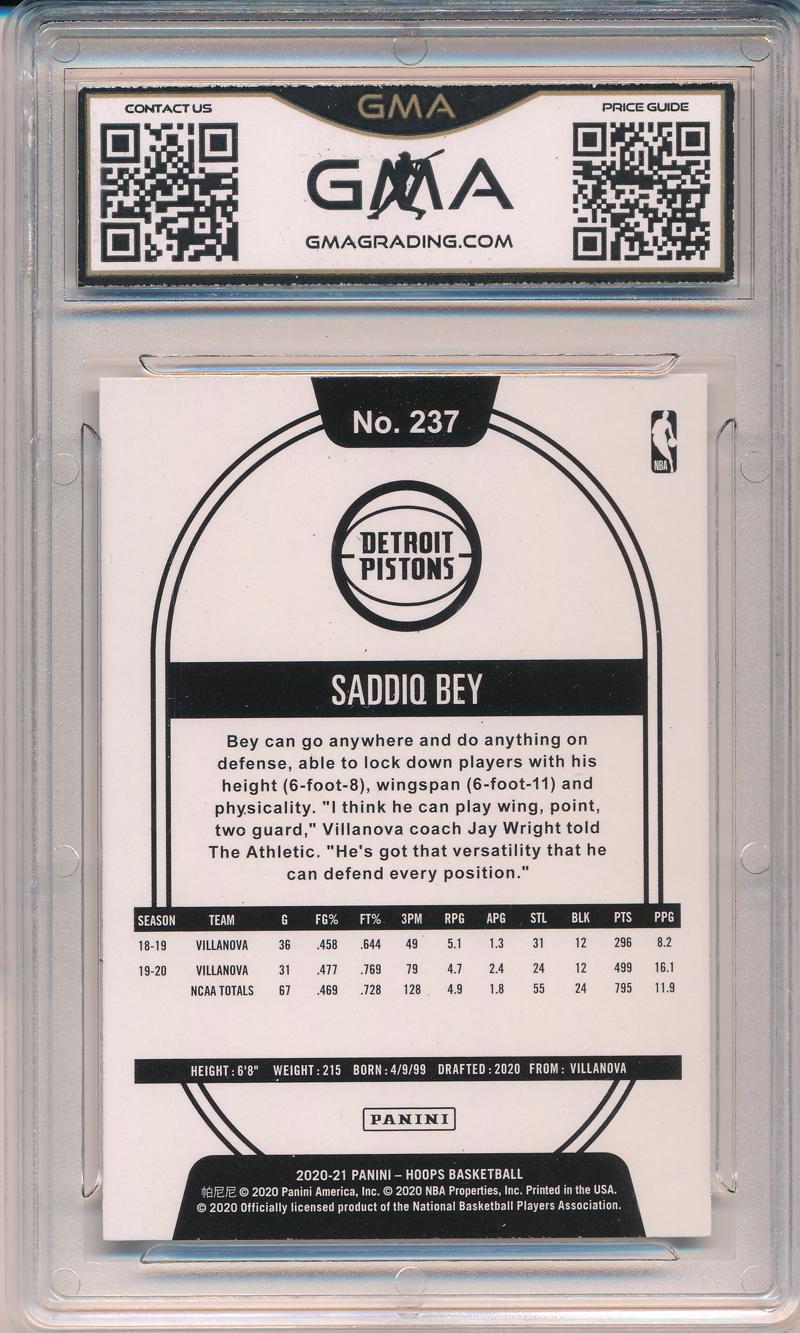 CONTACT US
GMA
PRICE GUIDE
GMA
GMAGRADING.COM
No. 237
NBA
DETROIT
PISTONS
SADDIQ BEY
Bey can go anywhere and do anything on
defense, able to lock down players with his
height (6-foot-8), wingspan (6-foot-11) and
physicality. "I think he can play wing, point,
two guard," Villanova coach Jay Wright told
The Athletic. "He's got that versatility that he
can defend every position."
SEASON TEAM G FG% FT% 3PM RPG APG STL BLK PTS PPG
18-19 VILLANOVA 36 .458 .644 49 5.1 1.3 31 12 296 8.2
19-20 VILLANOVA 31 .477 .769 79 4.7 2.4 24 12 499 16.1
NCAA TOTALS 67 .469 .728 128 4.9 1.8 55 24 795 11.9
HEIGHT: 6'8" WEIGHT: 215 BORN: 4/9/99 DRAFTED: 2020 FROM: VILLANOVA
PANINI
2020-21 PANINI – HOOPS BASKETBALL
帕尼尼 © 2020 Panini America, Inc. © 2020 NBA Properties, Inc. Printed in the USA.
© 2020 Officially licensed product of the National Basketball Players Association.